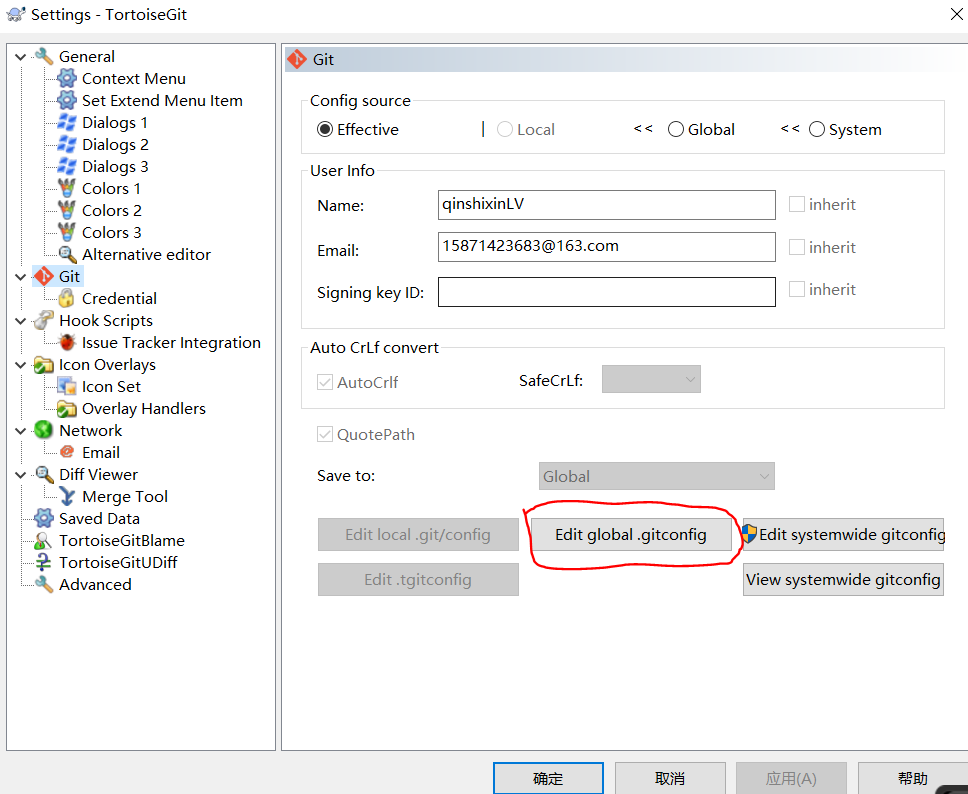 Settings - TortoiseGit
General
Context Menu
Set Extend Menu Item
Dialogs 1
Dialogs 2
Dialogs 3
Colors 1
Colors 2
Colors 3
Alternative editor
Git
Credential
Hook Scripts
Issue Tracker Integration
Icon Overlays
Icon Set
Overlay Handlers
Network
Email
Diff Viewer
Merge Tool
Saved Data
TortoiseGitBlame
TortoiseGitUDiff
Advanced
Git
Config source
Effective | Local << Global << System
User Info
Name: qinshixinLV inherit
Email: 15871423683@163.com inherit
Signing key ID: inherit
Auto CrLf convert
AutoCrlf SafeCrLf:
QuotePath
Save to: Global
Edit local .git/config Edit global .gitconfig Edit systemwide gitconfig
Edit .tgitconfig View systemwide gitconfig
确定 取消 应用(A) 帮助